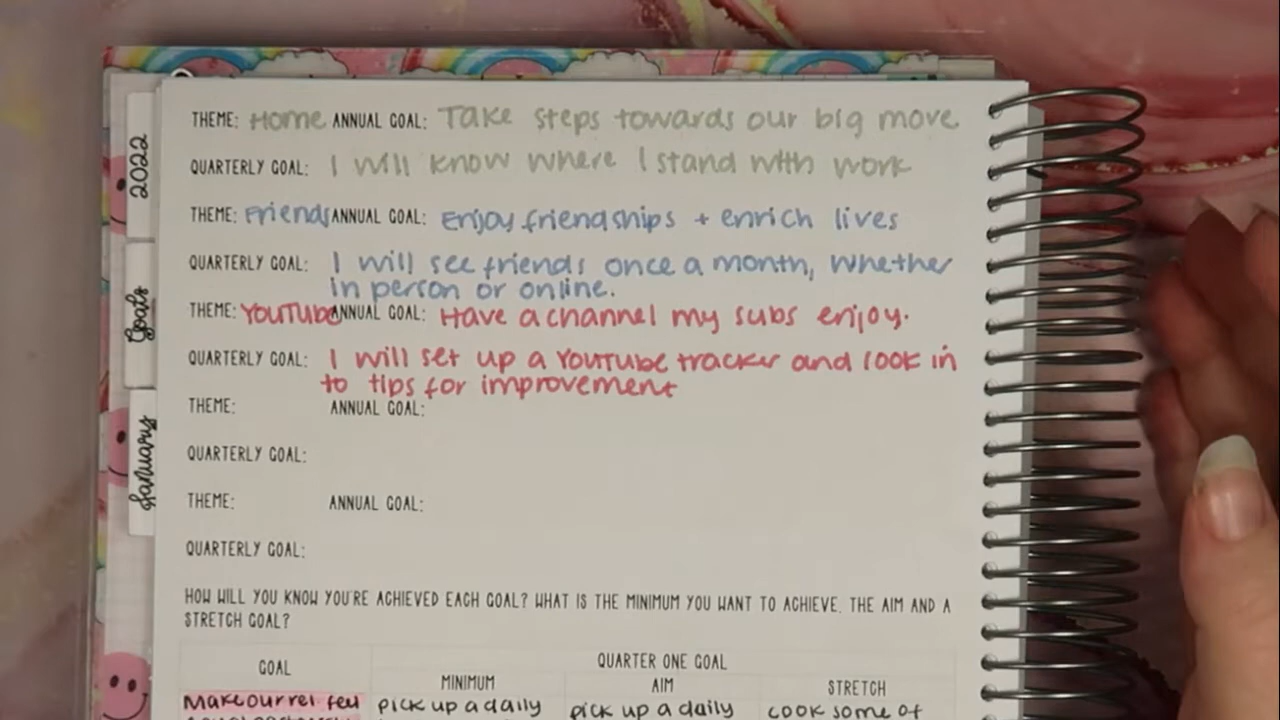 2022
Goals
January
THEME: Home ANNUAL GOAL: Take steps towards our big move
QUARTERLY GOAL: I will know where I stand with work
THEME: Friends ANNUAL GOAL: Enjoy friendships + enrich lives
QUARTERLY GOAL: I will see friends once a month, whether
in person or online.
THEME: YOUTUBE ANNUAL GOAL: Have a channel my subs enjoy.
QUARTERLY GOAL: I will set up a YOUTUBE tracker and look in
to tips for improvement
THEME: ANNUAL GOAL:
QUARTERLY GOAL:
THEME: ANNUAL GOAL:
QUARTERLY GOAL:
HOW WILL YOU KNOW YOU'RE ACHIEVED EACH GOAL? WHAT IS THE MINIMUM YOU WANT TO ACHIEVE. THE AIM AND A
STRETCH GOAL?
GOAL QUARTER ONE GOAL
MINIMUM AIM STRETCH
Make our rel feel pick up a daily pick up a daily cook some of